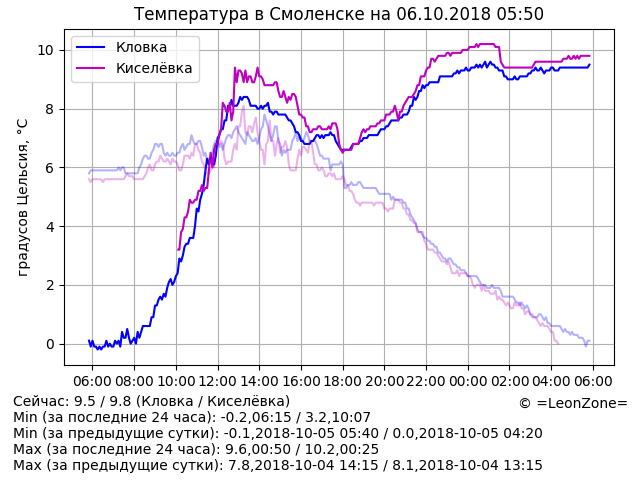 Температура в Смоленске на 06.10.2018 05:50
Кловка
Киселёвка
градусов Цельсия, °C
10
8
6
4
2
0
06:00 08:00 10:00 12:00 14:00 16:00 18:00 20:00 22:00 00:00 02:00 04:00 06:00
Сейчас: 9.5 / 9.8 (Кловка / Киселёвка)
© =LeonZone=
Min (за последние 24 часа): -0.2,06:15 / 3.2,10:07
Min (за предыдущие сутки): -0.1,2018-10-05 05:40 / 0.0,2018-10-05 04:20
Max (за последние 24 часа): 9.6,00:50 / 10.2,00:25
Max (за предыдущие сутки): 7.8,2018-10-04 14:15 / 8.1,2018-10-04 13:15